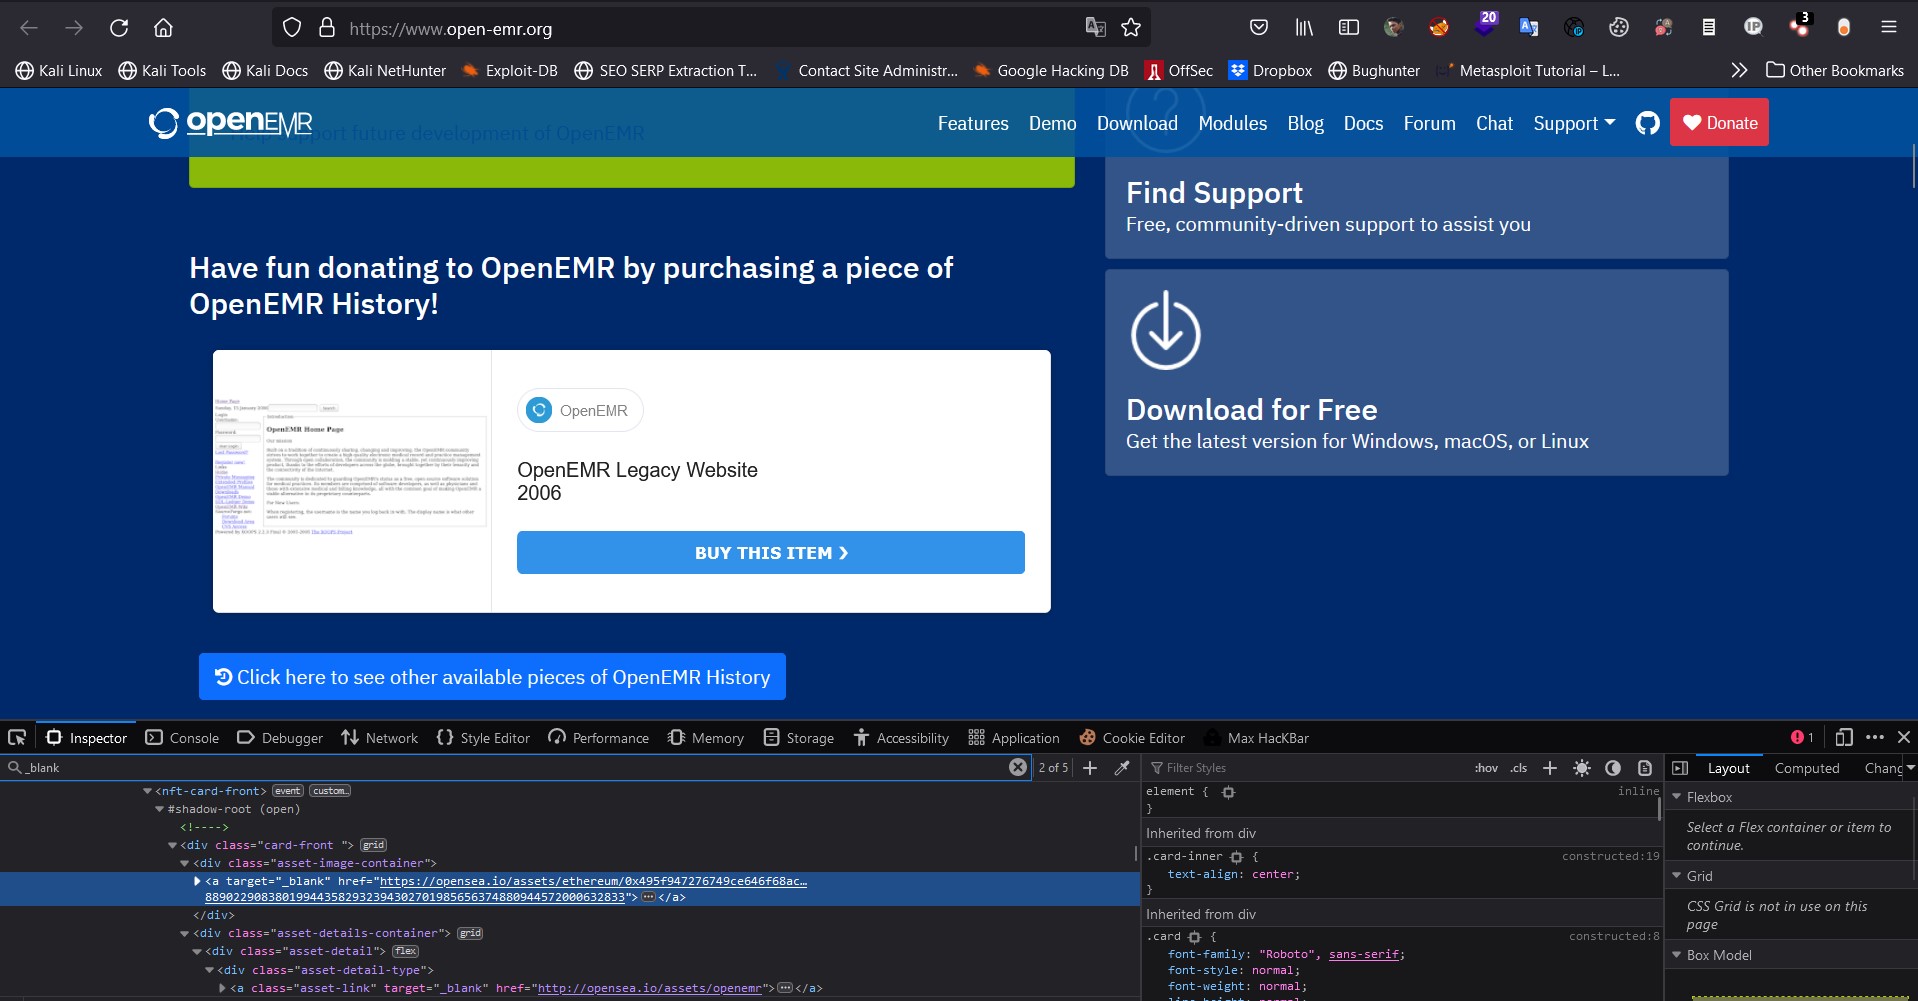 https://www.open-emr.org
20
3
Kali Linux
Kali Tools
Kali Docs
Kali NetHunter
Exploit-DB
SEO SERP Extraction T...
Contact Site Administr...
Google Hacking DB
OffSec
Dropbox
Bughunter
Metasploit Tutorial – L...
Other Bookmarks
openEMR
Features
Demo
Download
Modules
Blog
Docs
Forum
Chat
Support
Donate
Help support future development of OpenEMR
Find Support
Free, community-driven support to assist you
Have fun donating to OpenEMR by purchasing a piece of
OpenEMR History!
OpenEMR Home Page
OpenEMR
OpenEMR Legacy Website
2006
BUY THIS ITEM ❯
Download for Free
Get the latest version for Windows, macOS, or Linux
Click here to see other available pieces of OpenEMR History
Inspector
Console
Debugger
Network
Style Editor
Performance
Memory
Storage
Accessibility
Application
Cookie Editor
Max HacKBar
1
_blank
2 of 5
Filter Styles
:hov
.cls
Layout
Computed
Chang
<nft-card-front> event custom…
#shadow-root (open)
<!---->
<div class="card-front "> grid
<div class="asset-image-container">
<a target="_blank" href="https://opensea.io/assets/ethereum/0x495f947276749ce646f68ac…
88902290838019944358293239430270198565637488094457200063 2833"></a>
</div>
<div class="asset-details-container"> grid
<div class="asset-detail"> flex
<div class="asset-detail-type">
<a class="asset-link" target="_blank" href="http://opensea.io/assets/openemr"></a>
element { inline
}
Inherited from div
.card-inner { constructed:19
text-align: center;
}
Inherited from div
.card { constructed:8
font-family: "Roboto", sans-serif;
font-style: normal;
font-weight: normal;
Flexbox
Select a Flex container or item to
continue.
Grid
CSS Grid is not in use on this
page
Box Model